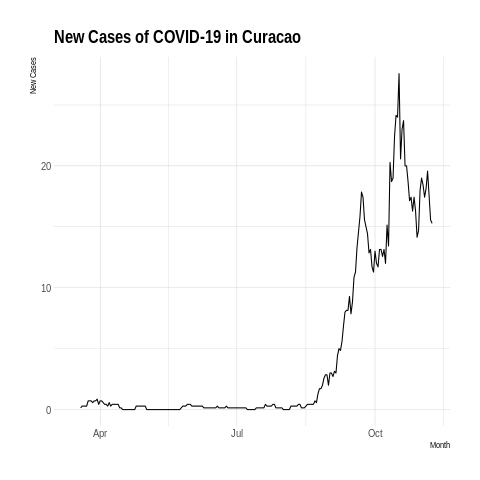 New Cases of COVID-19 in Curacao
New Cases
20
10
0
Apr
Jul
Oct
Month